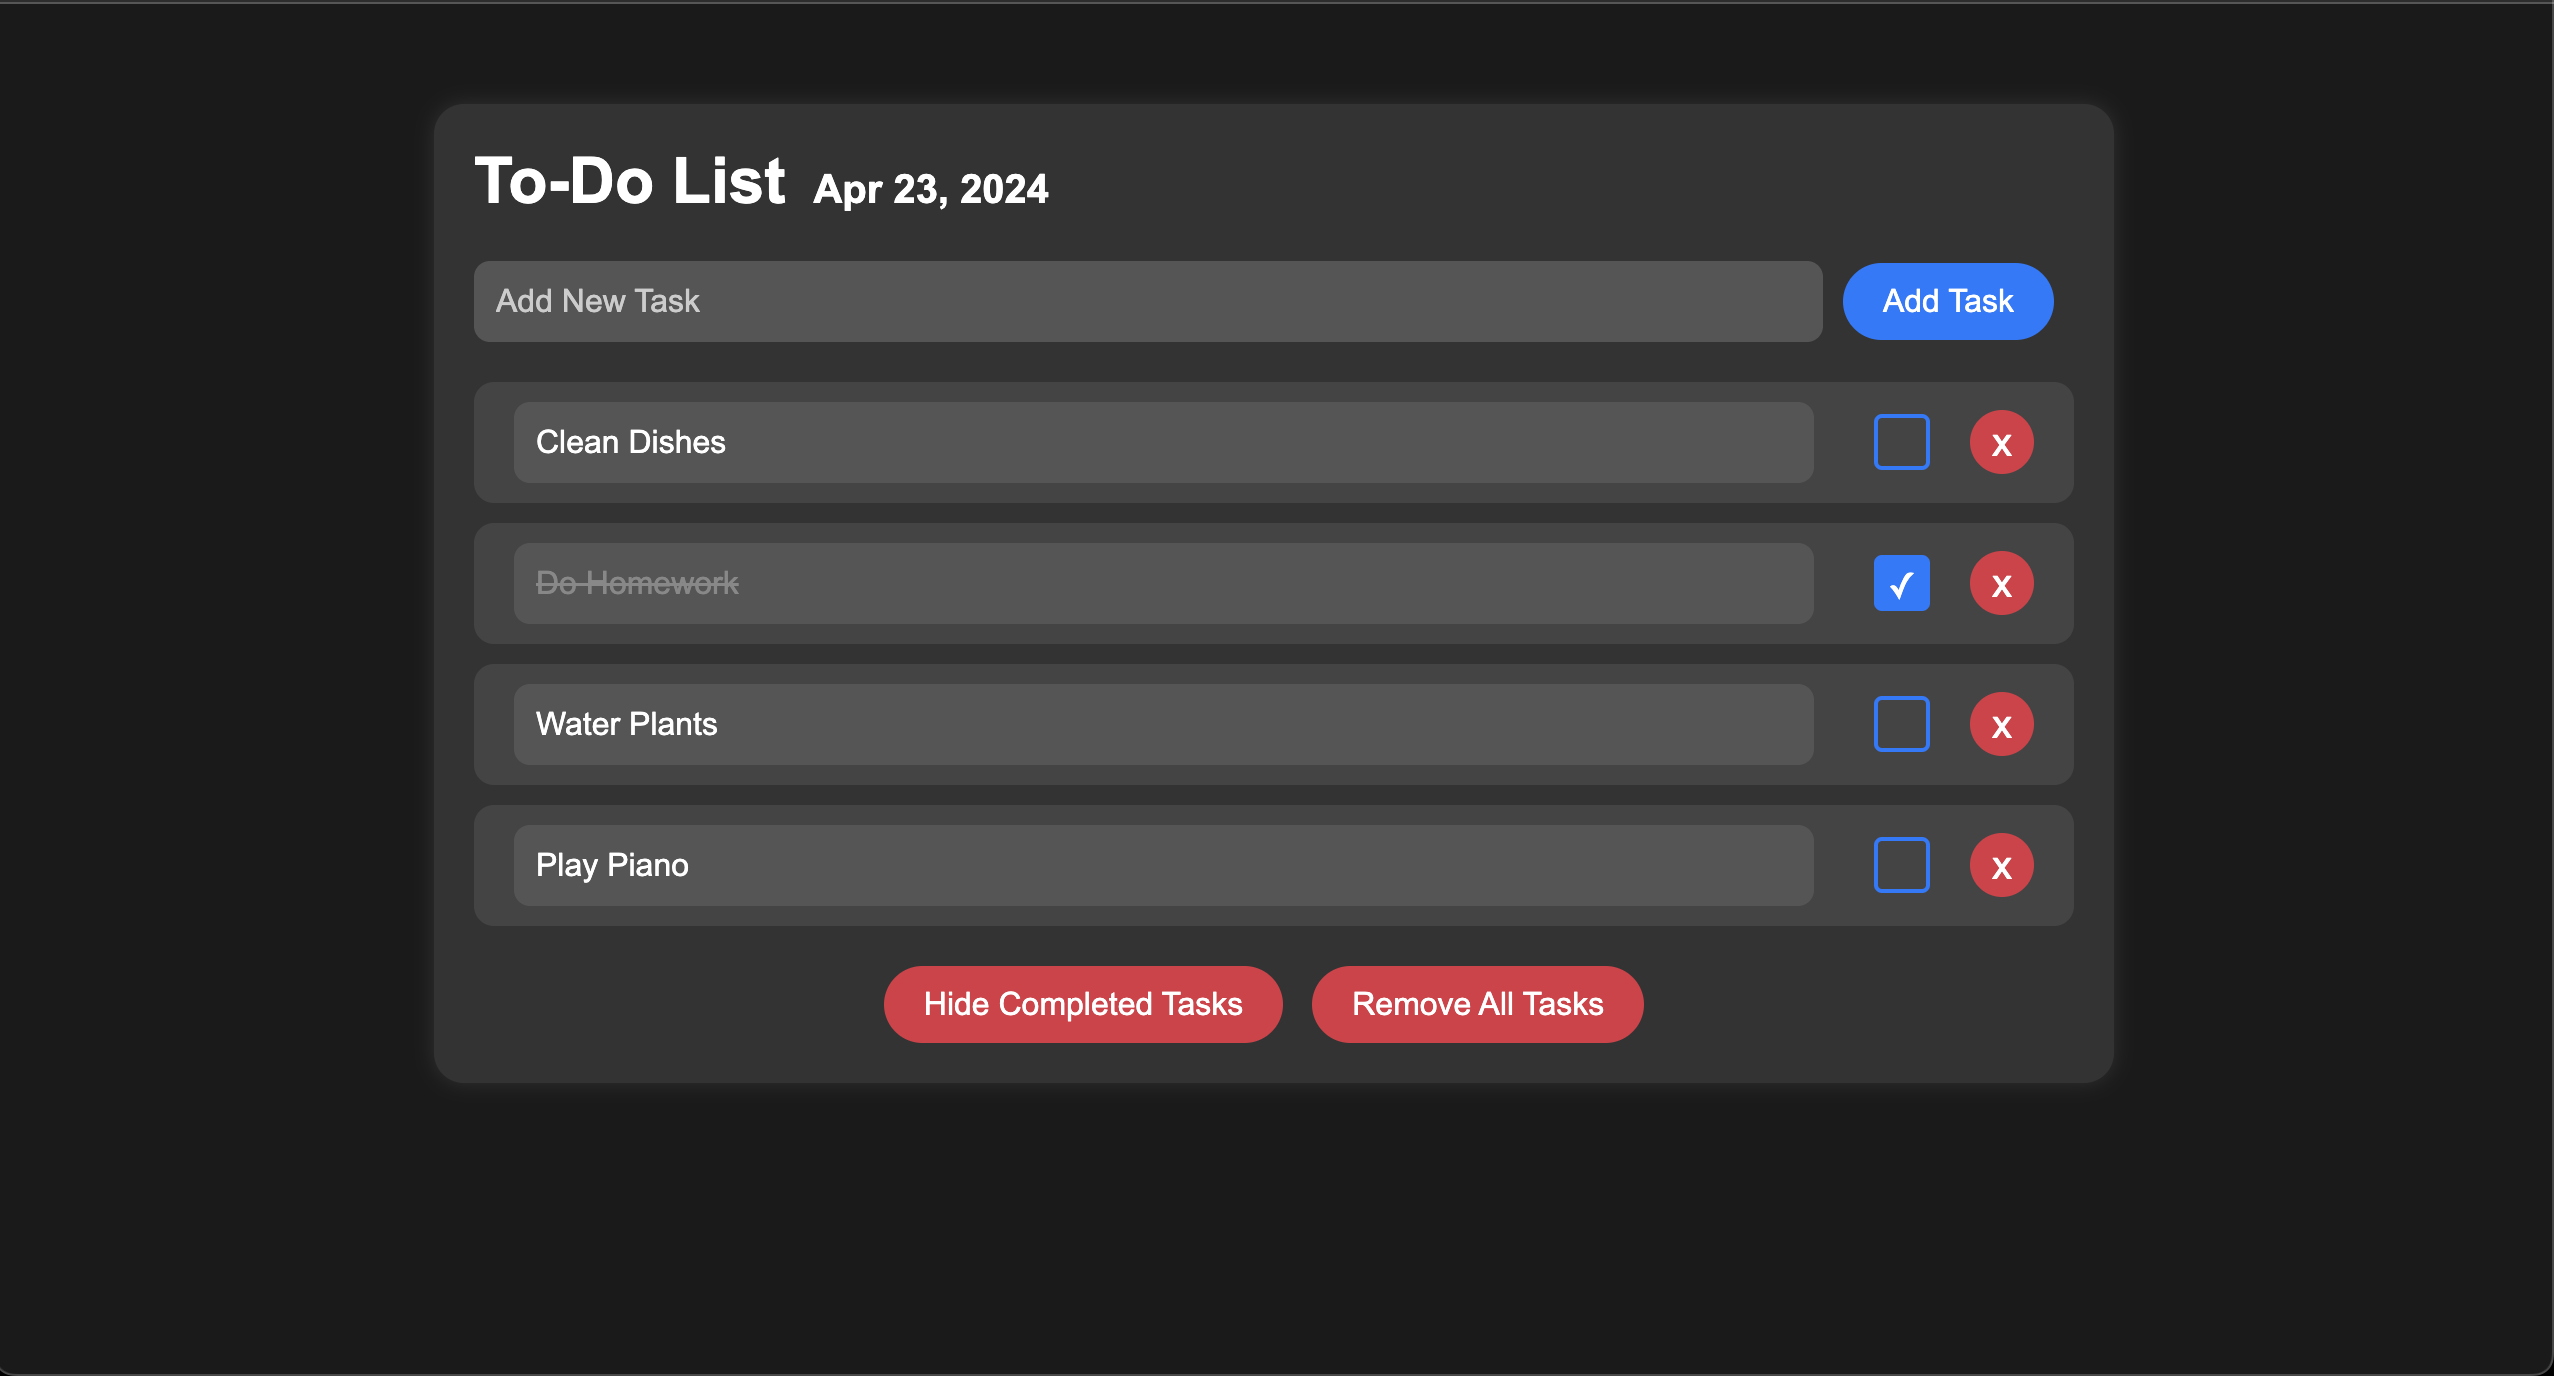 To-Do List Apr 23, 2024
Add New Task Add Task
Clean Dishes x
Do Homework ✓ x
Water Plants x
Play Piano x
Hide Completed Tasks Remove All Tasks